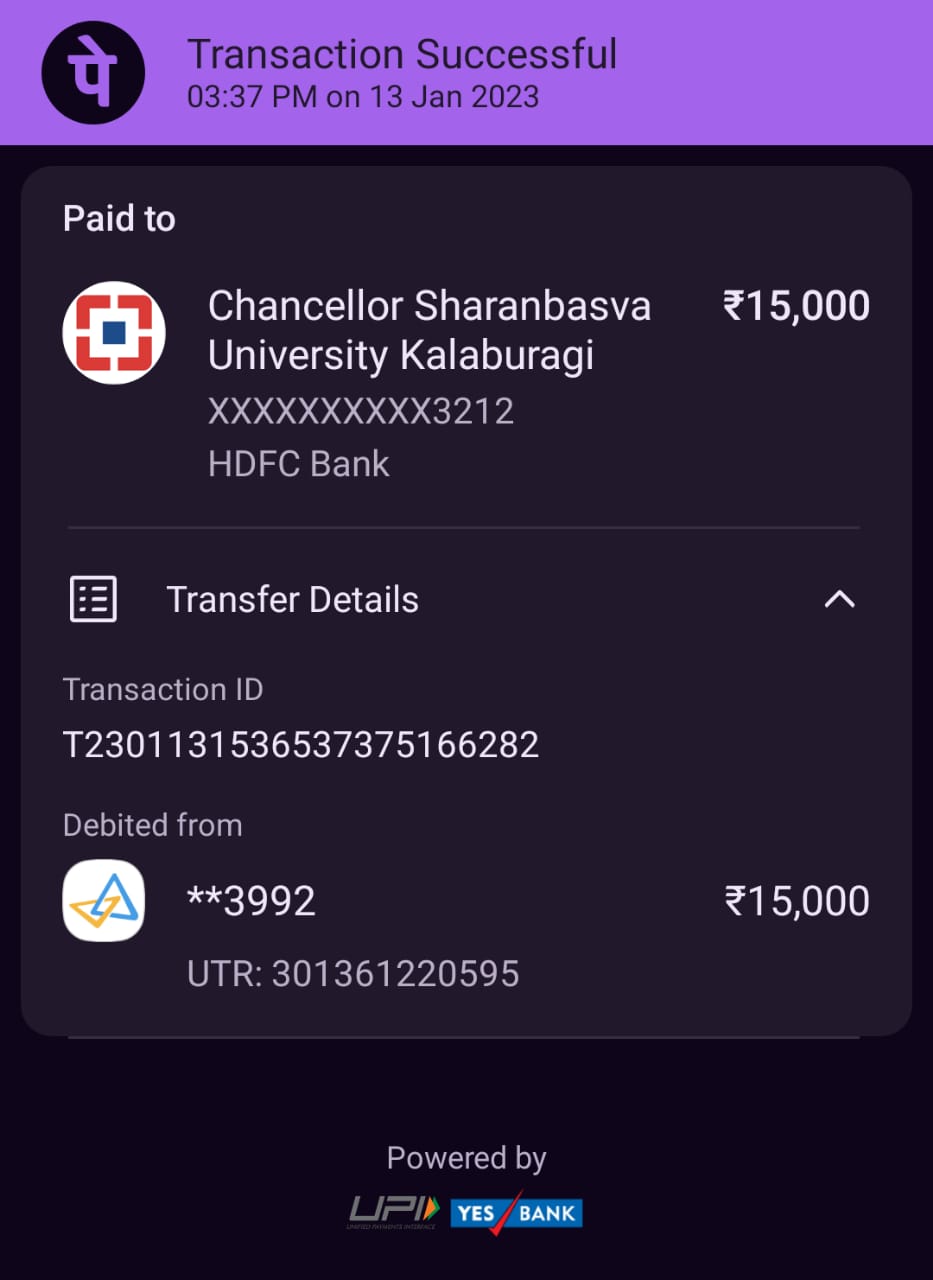 पे
Transaction Successful
03:37 PM on 13 Jan 2023
Paid to
Chancellor Sharanbasva
University Kalaburagi
₹15,000
XXXXXXXXXX3212
HDFC Bank
Transfer Details
Transaction ID
T2301131536537375166282
Debited from
**3992
₹15,000
UTR: 301361220595
Powered by
UPI
UNIFIED PAYMENTS INTERFACE
YES BANK